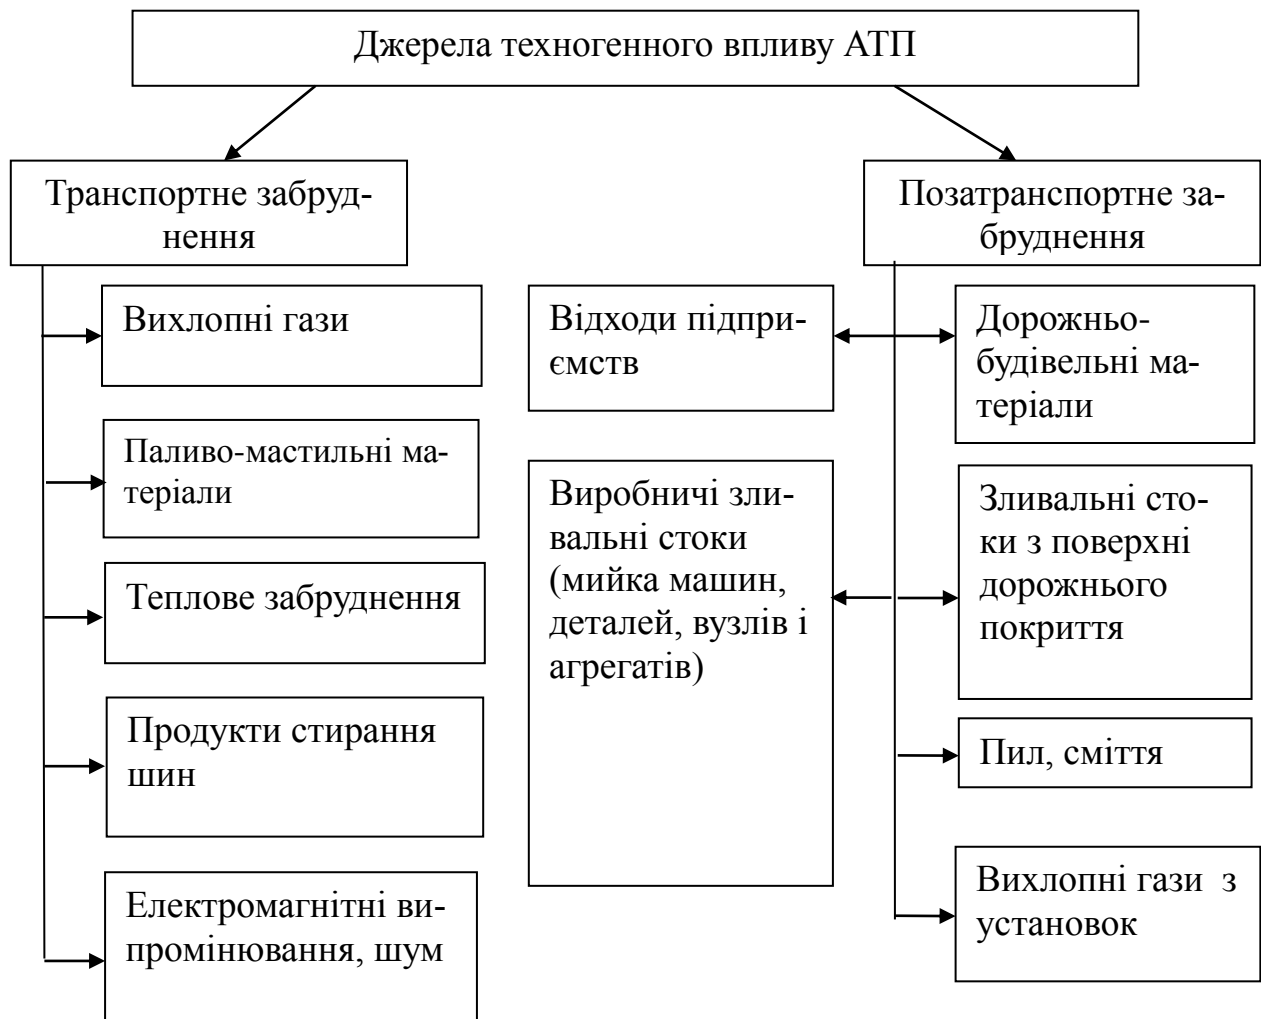 Джерела техногенного впливу АТП
Транспортне забруд-
нення
Позатранспортне за-
бруднення
Вихлопні гази
Паливо-мастильні ма-
теріали
Теплове забруднення
Продукти стирання
шин
Електромагнітні ви-
промінювання, шум
Відходи підпри-
ємств
Виробничі зли-
вальні стоки
(мийка машин,
деталей, вузлів і
агрегатів)
Дорожньо-
будівельні ма-
теріали
Зливальні сто-
ки з поверхні
дорожнього
покриття
Пил, сміття
Вихлопні гази з
установок